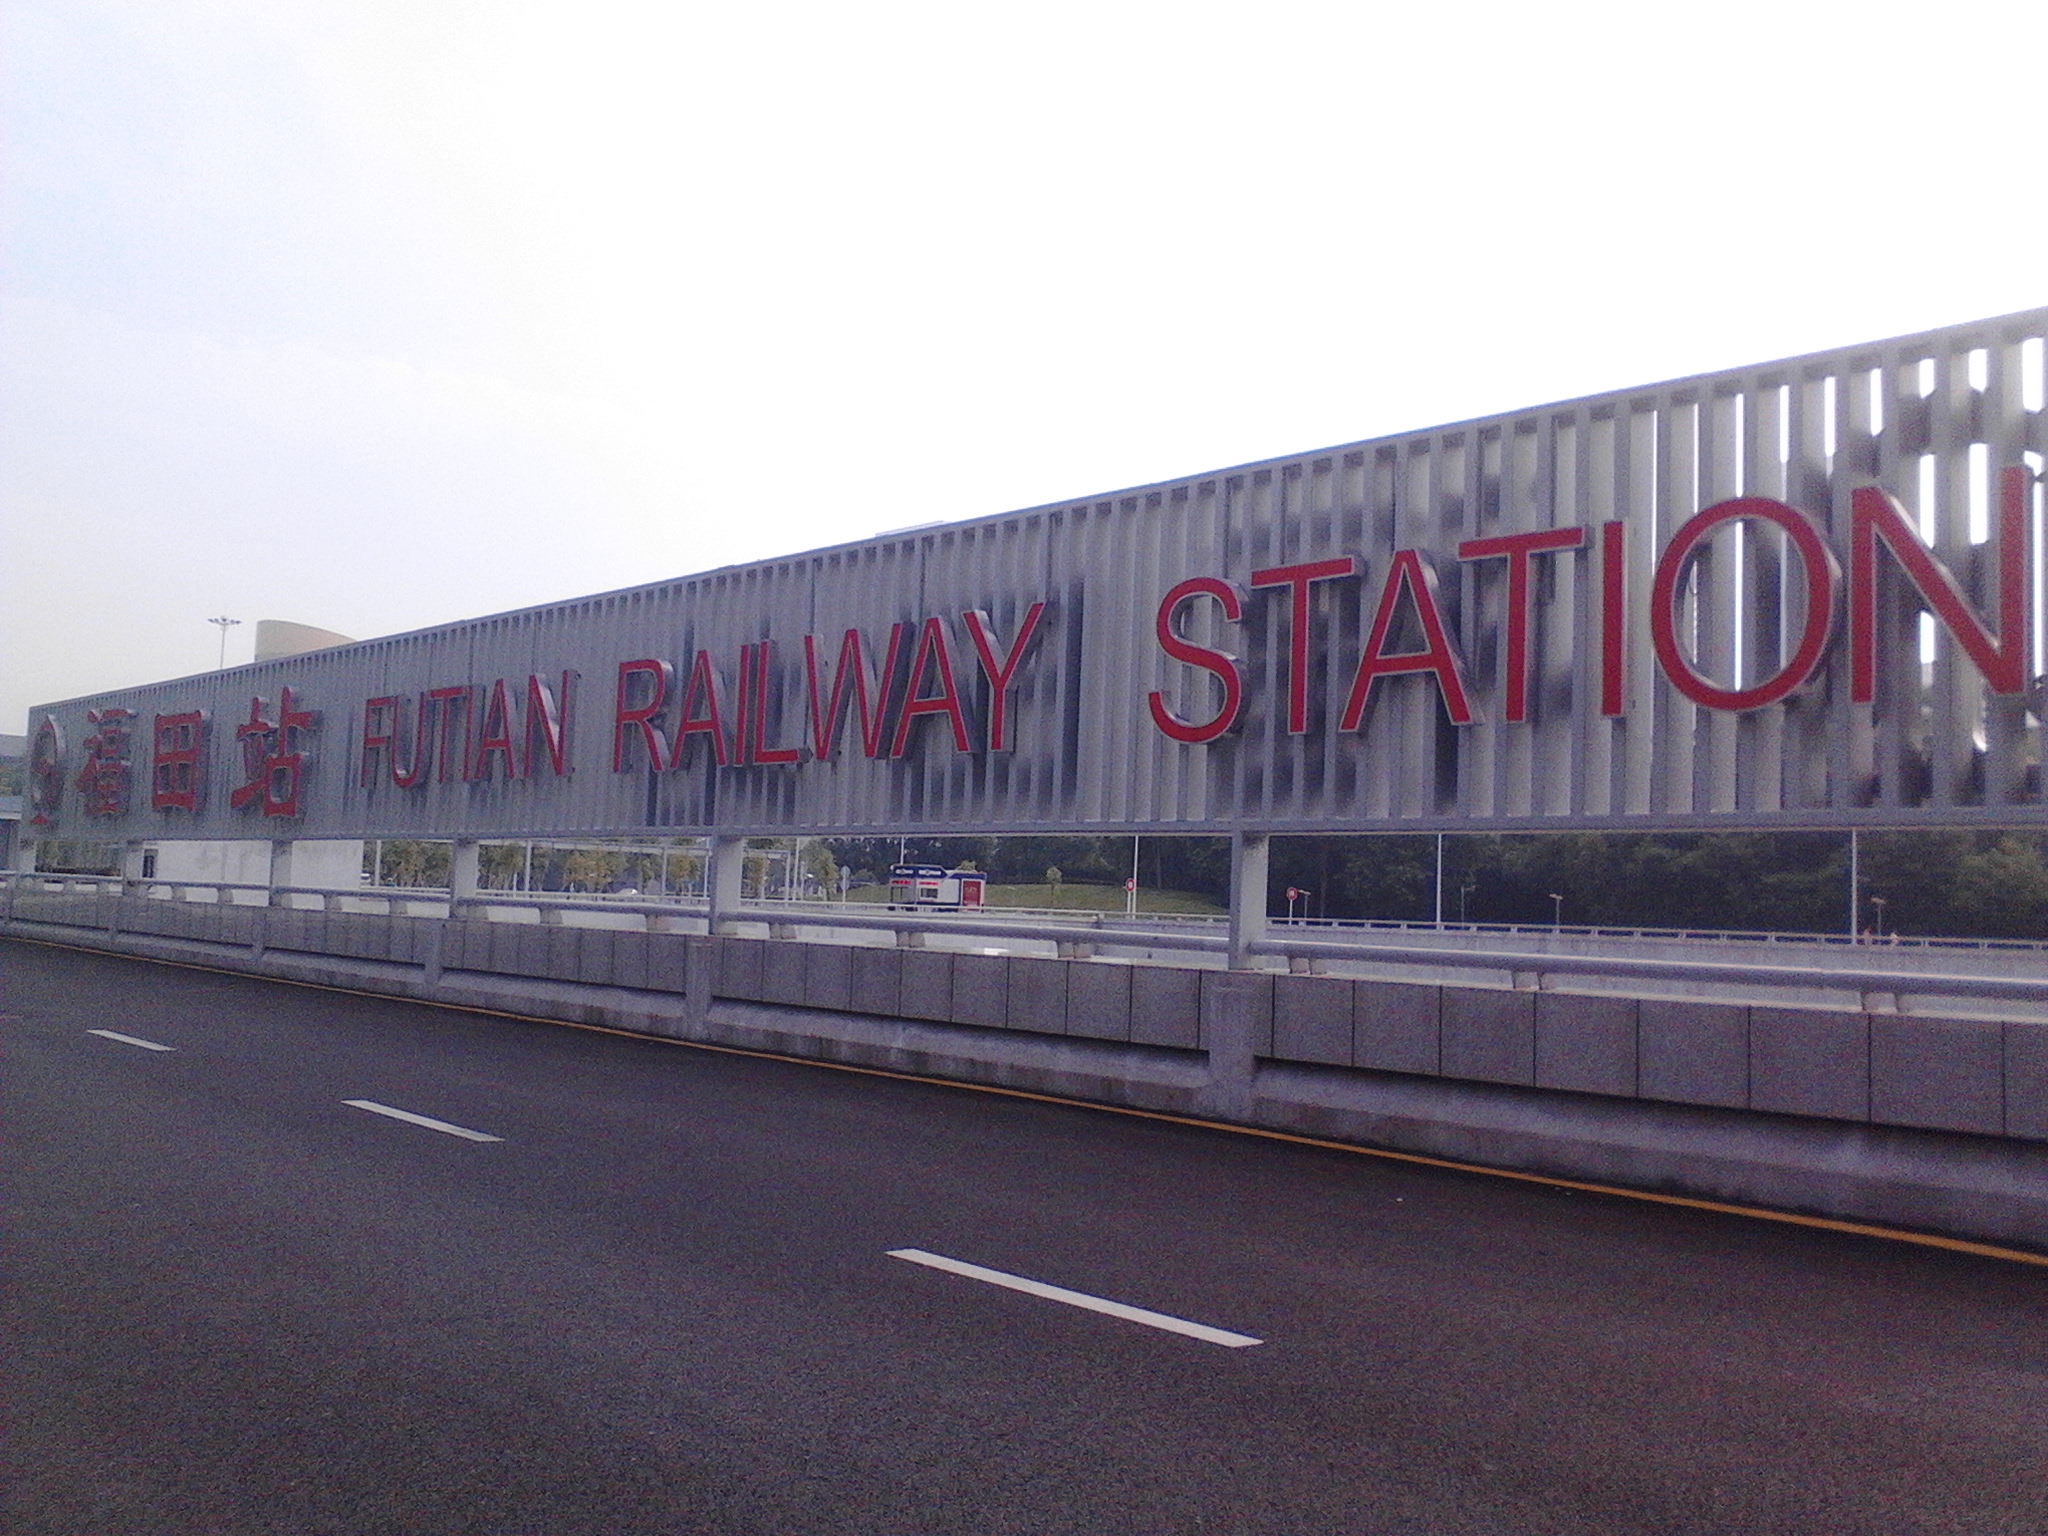 福田站 FUTIAN RAILWAY STATION